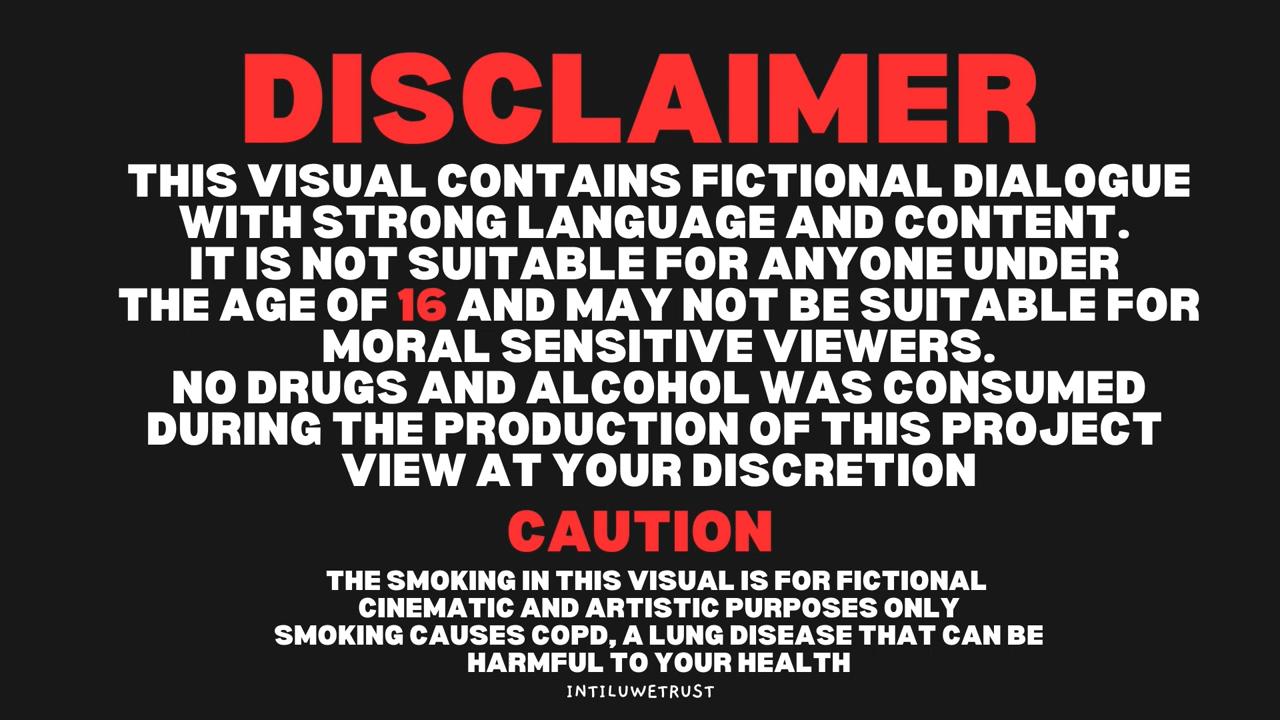 DISCLAIMER
THIS VISUAL CONTAINS FICTIONAL DIALOGUE
WITH STRONG LANGUAGE AND CONTENT.
IT IS NOT SUITABLE FOR ANYONE UNDER
THE AGE OF 16 AND MAY NOT BE SUITABLE FOR
MORAL SENSITIVE VIEWERS.
NO DRUGS AND ALCOHOL WAS CONSUMED
DURING THE PRODUCTION OF THIS PROJECT
VIEW AT YOUR DISCRETION
CAUTION
THE SMOKING IN THIS VISUAL IS FOR FICTIONAL
CINEMATIC AND ARTISTIC PURPOSES ONLY
SMOKING CAUSES COPD, A LUNG DISEASE THAT CAN BE
HARMFUL TO YOUR HEALTH
INTILUWETRUST